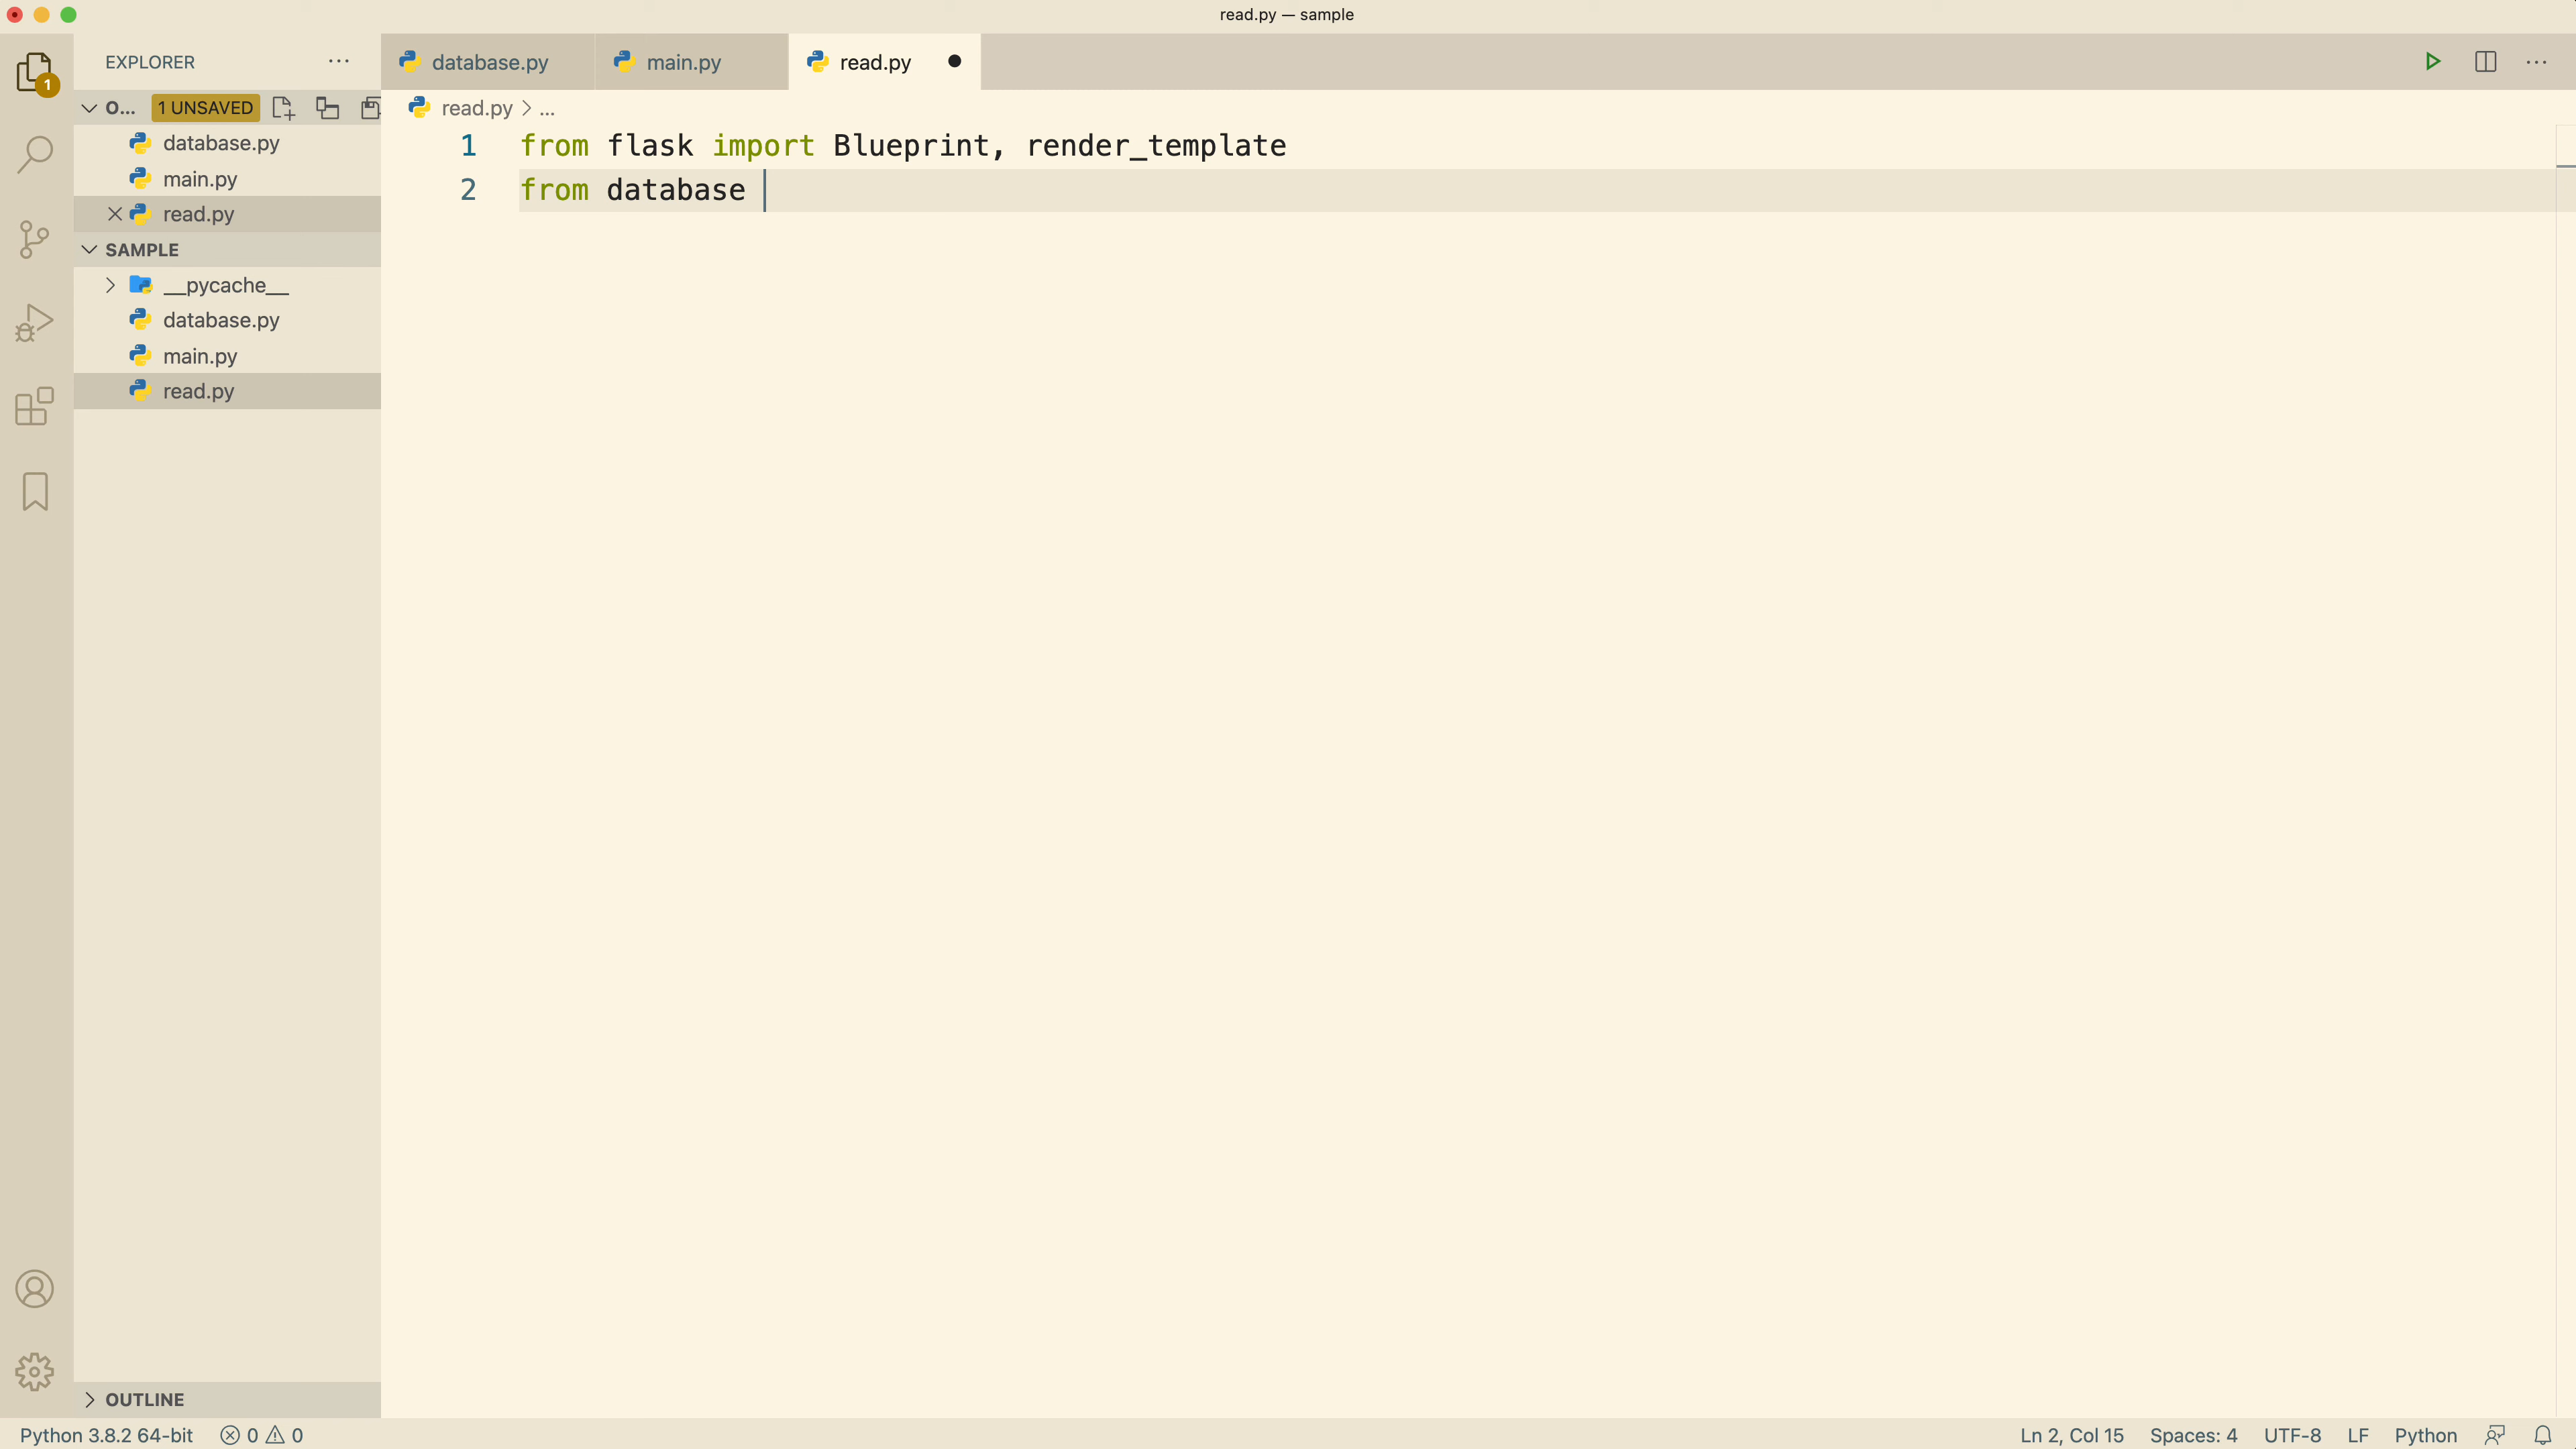 read.py — sample
EXPLORER
database.py
main.py
read.py
1
O...
1 UNSAVED
read.py > ...
database.py
main.py
read.py
SAMPLE
__pycache__
database.py
main.py
read.py
1 from flask import Blueprint, render_template
2 from database
OUTLINE
Python 3.8.2 64-bit
0
0
Ln 2, Col 15
Spaces: 4
UTF-8
LF
Python